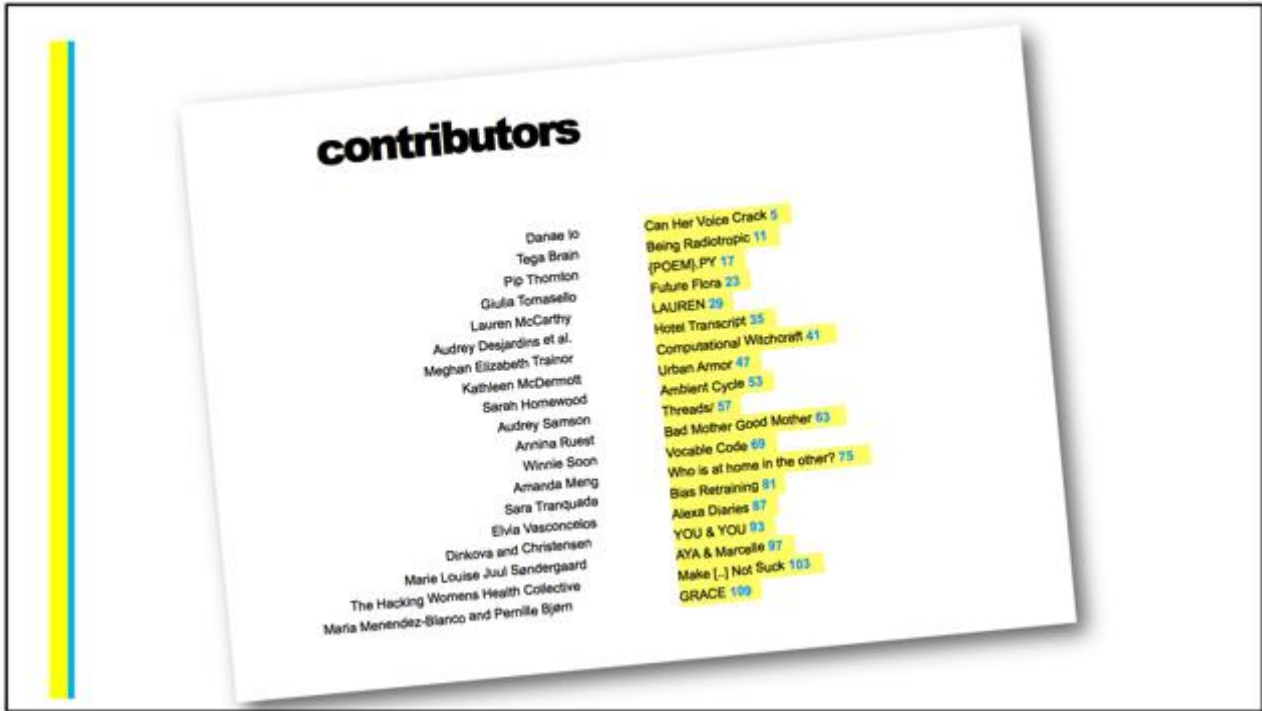 contributors
Danae Io Can Her Voice Crack 5
Tega Brain Being Radiotropic 11
Pip Thornton {POEM}.PY 17
Giulia Tomasello Future Flora 23
Lauren McCarthy LAUREN 29
Audrey Desjardins et al. Hotel Transcript 35
Meghan Elizabeth Trainor Computational Witchcraft 41
Kathleen McDermott Urban Armor 47
Sarah Homewood Ambient Cycle 53
Audrey Samson Threads/ 57
Annina Ruest Bad Mother Good Mother 63
Winnie Soon Vocable Code 69
Amanda Meng Who is at home in the other? 75
Sara Tranquada Bias Retraining 81
Elvia Vasconcelos Alexa Diaries 87
Dinkova and Christensen YOU & YOU 93
Marie Louise Juul Søndergaard AYA & Marcelle 97
The Hacking Womens Health Collective Make [..] Not Suck 103
Maria Menendez-Blanco and Pernille Bjørn GRACE 109